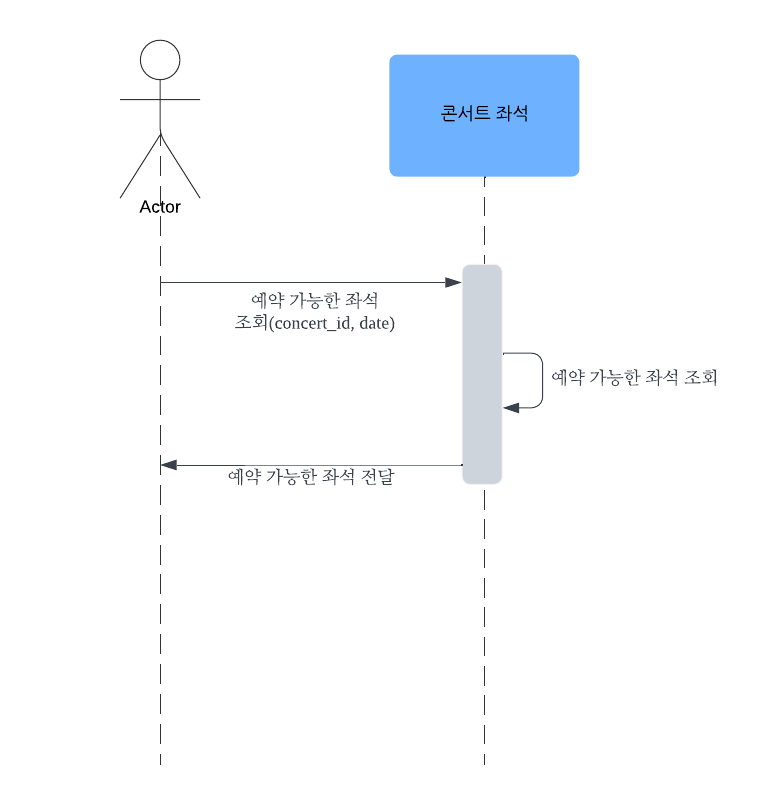 콘서트 좌석
Actor
예약 가능한 좌석
조회(concert_id, date)
예약 가능한 좌석 조회
예약 가능한 좌석 전달